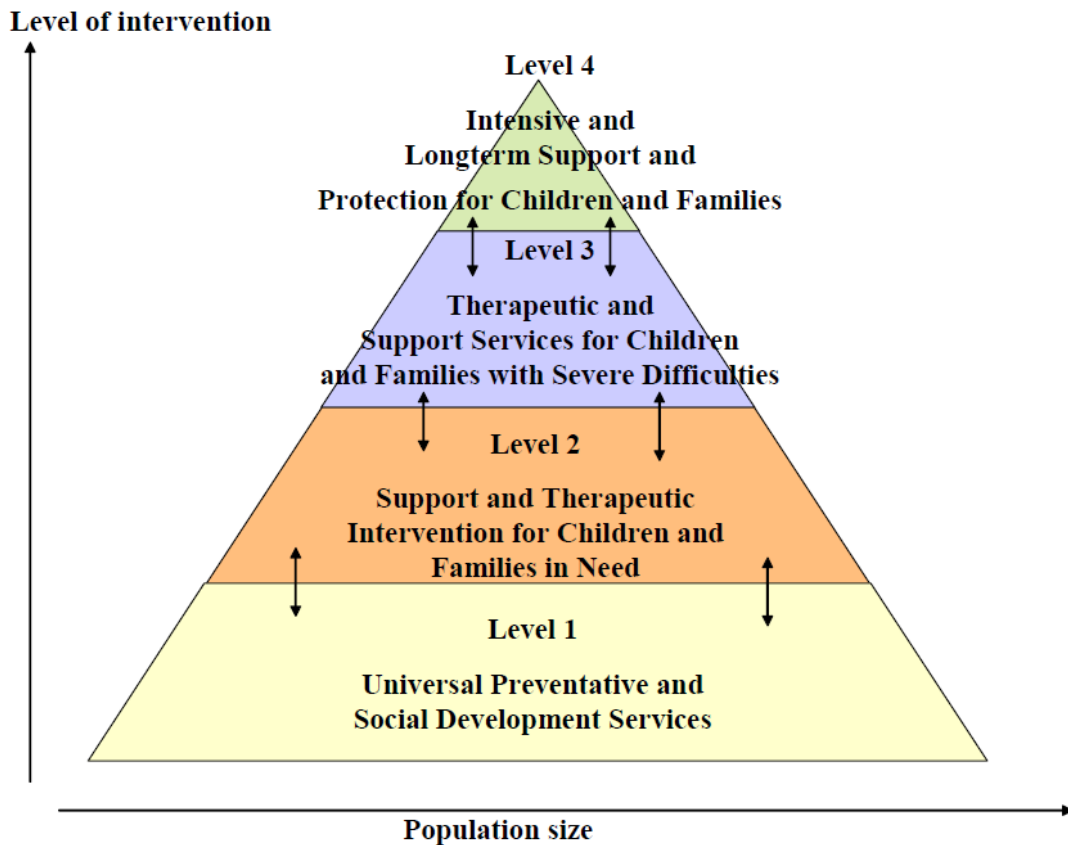 Level of intervention
Level 4
Intensive and
Longterm Support and
Protection for Children and Families
Level 3
Therapeutic and
Support Services for Children
and Families with Severe Difficulties
Level 2
Support and Therapeutic
Intervention for Children and
Families in Need
Level 1
Universal Preventative and
Social Development Services
Population size